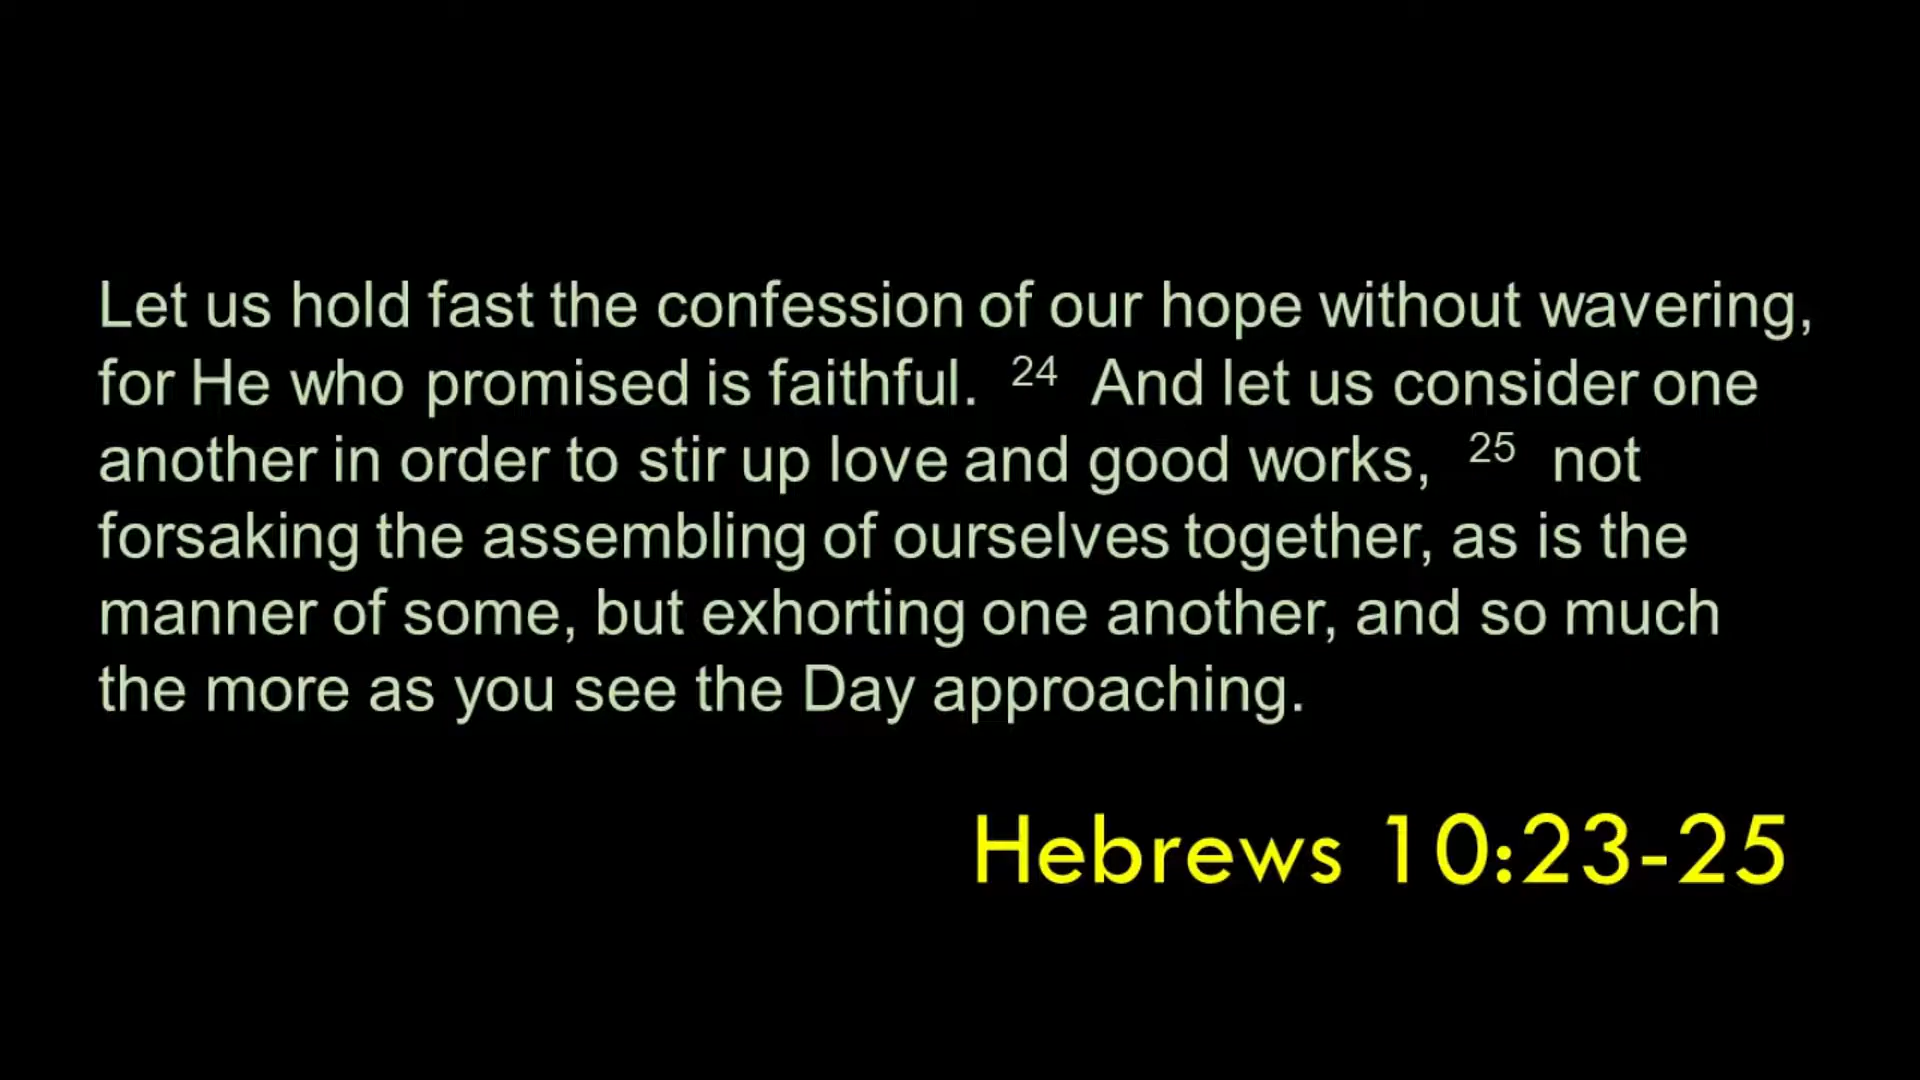 Let us hold fast the confession of our hope without wavering,
for He who promised is faithful. 24 And let us consider one
another in order to stir up love and good works, 25 not
forsaking the assembling of ourselves together, as is the
manner of some, but exhorting one another, and so much
the more as you see the Day approaching.
Hebrews 10:23-25